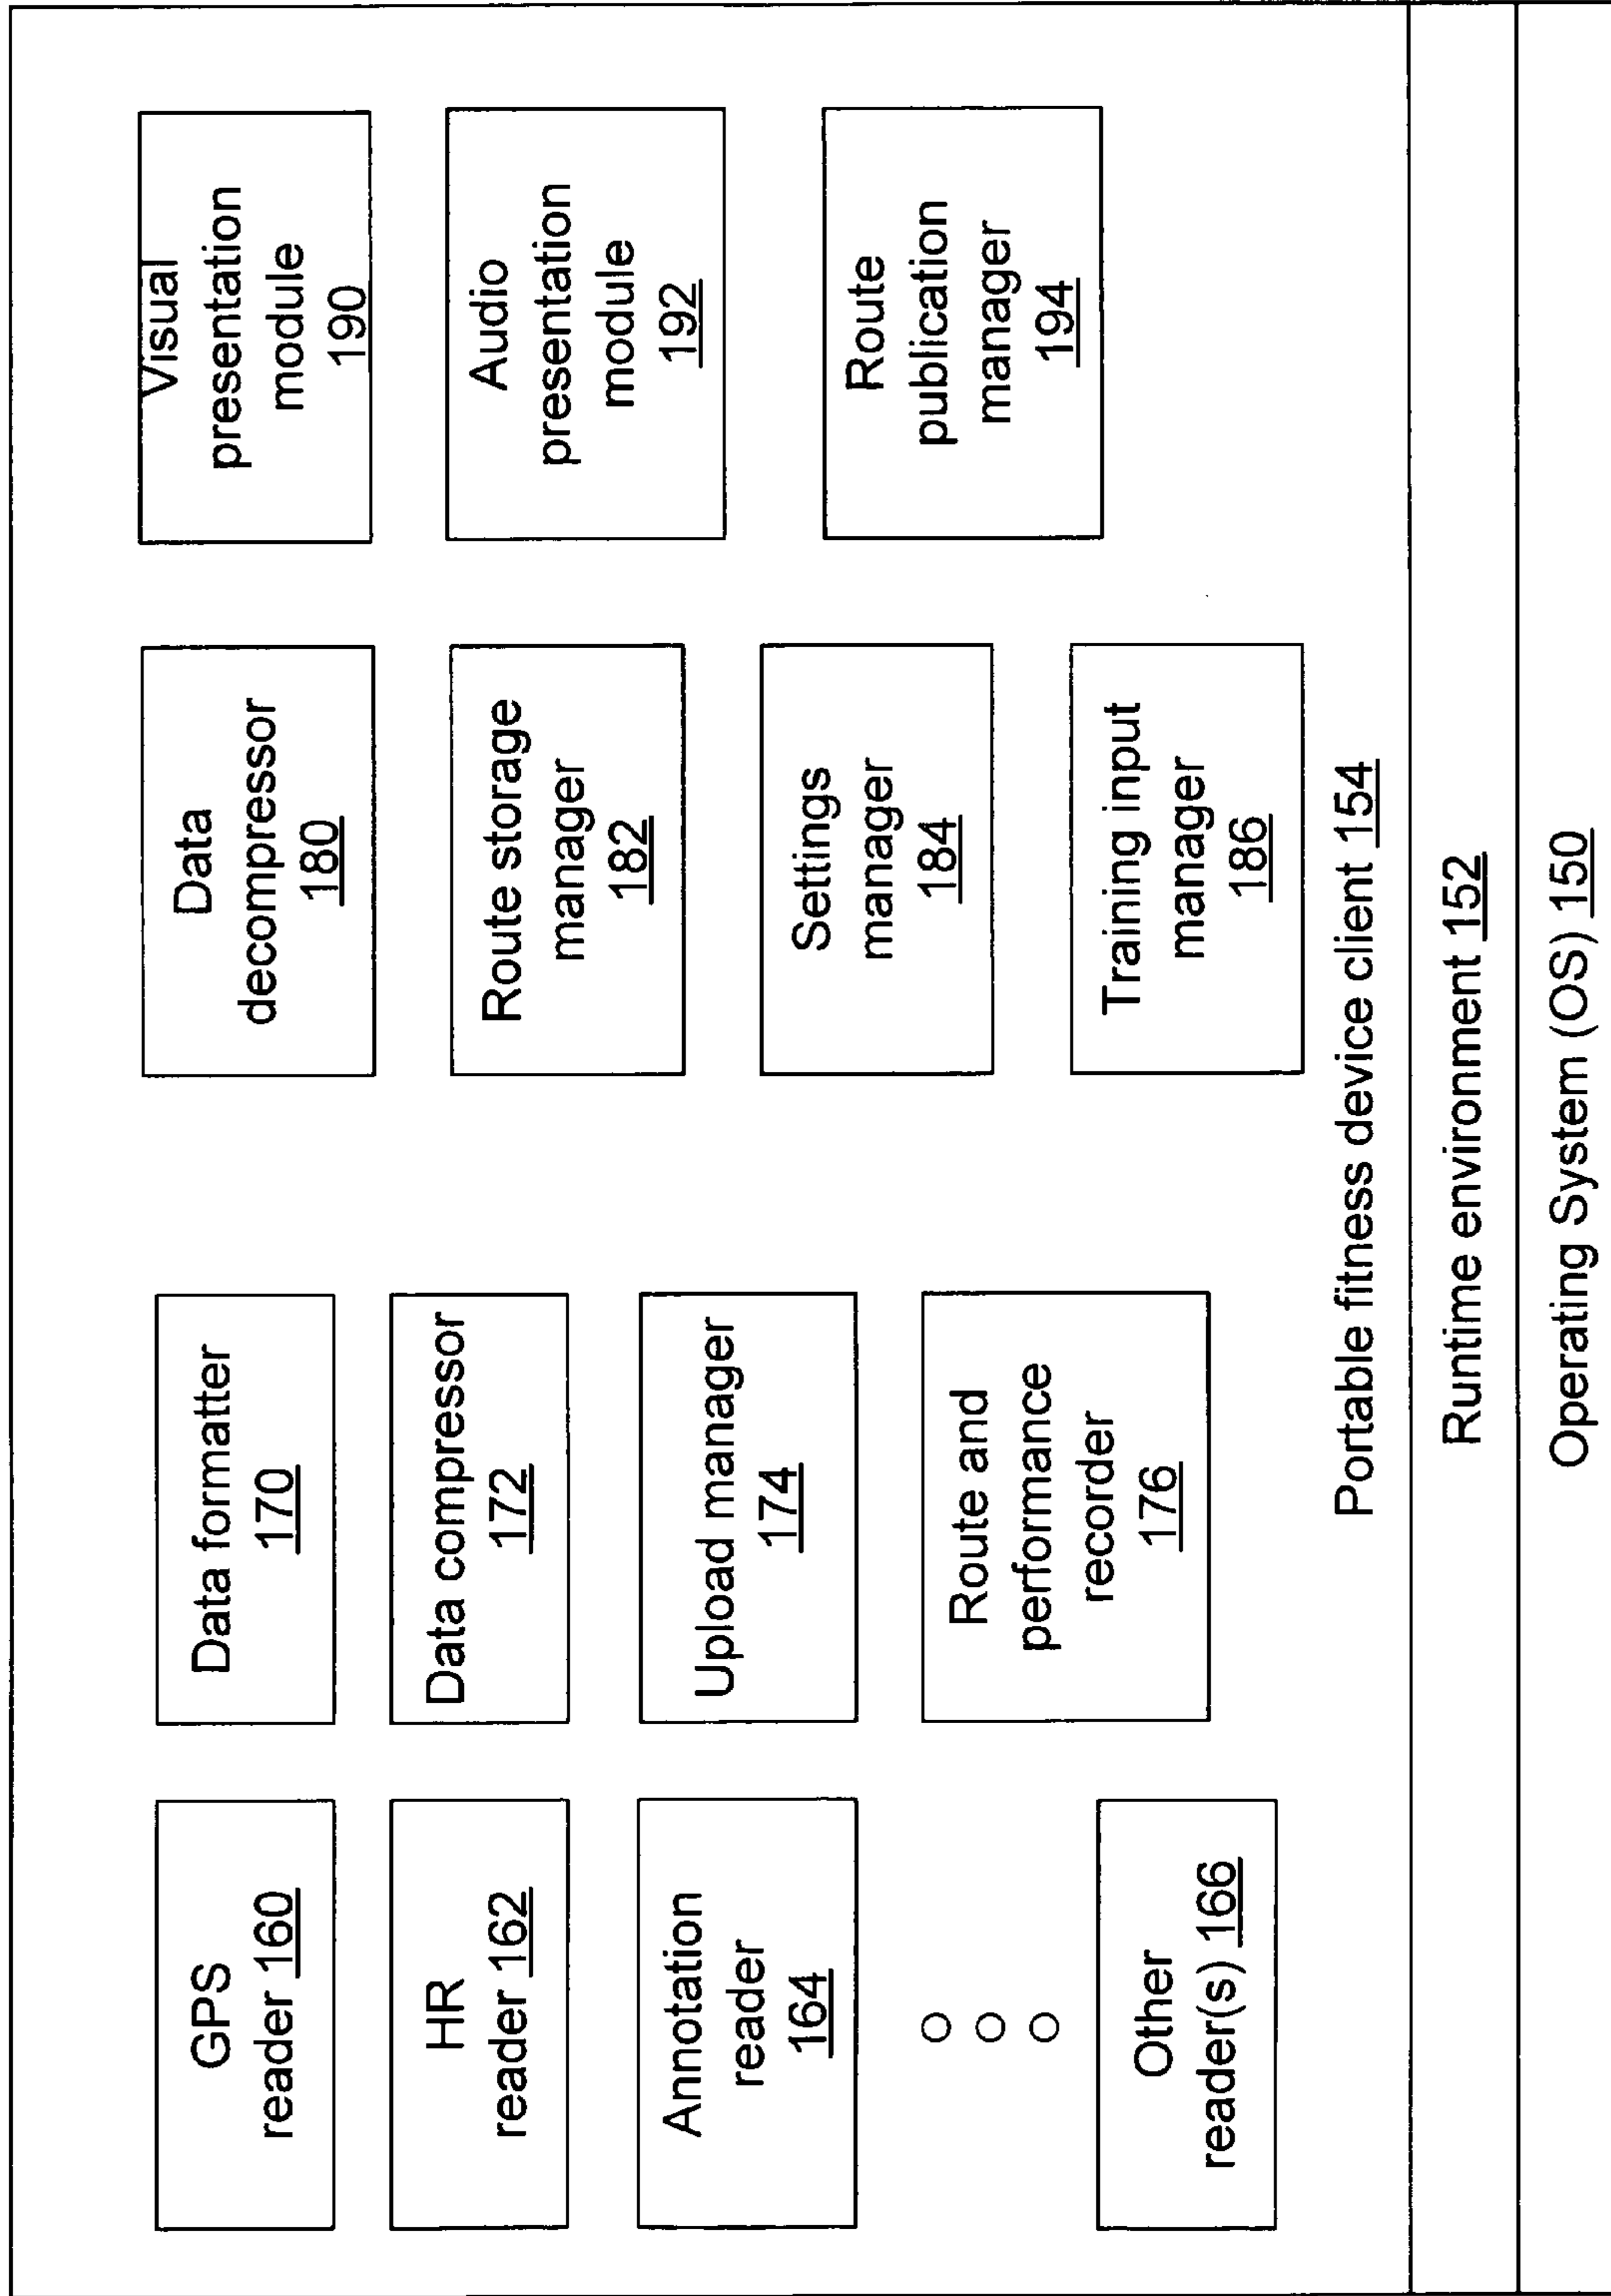 GPS
reader 160
HR
reader 162
Annotation
reader
164
Other
reader(s) 166
Data formatter
170
Data compressor
172
Upload manager
174
Route and
performance
recorder
176
Data
decompressor
180
Route storage
manager
182
Settings
manager
184
Training input
manager
186
Visual
presentation
module
190
Audio
presentation
module
192
Route
publication
manager
194
Portable fitness device client 154
Runtime environment 152
Operating System (OS) 150